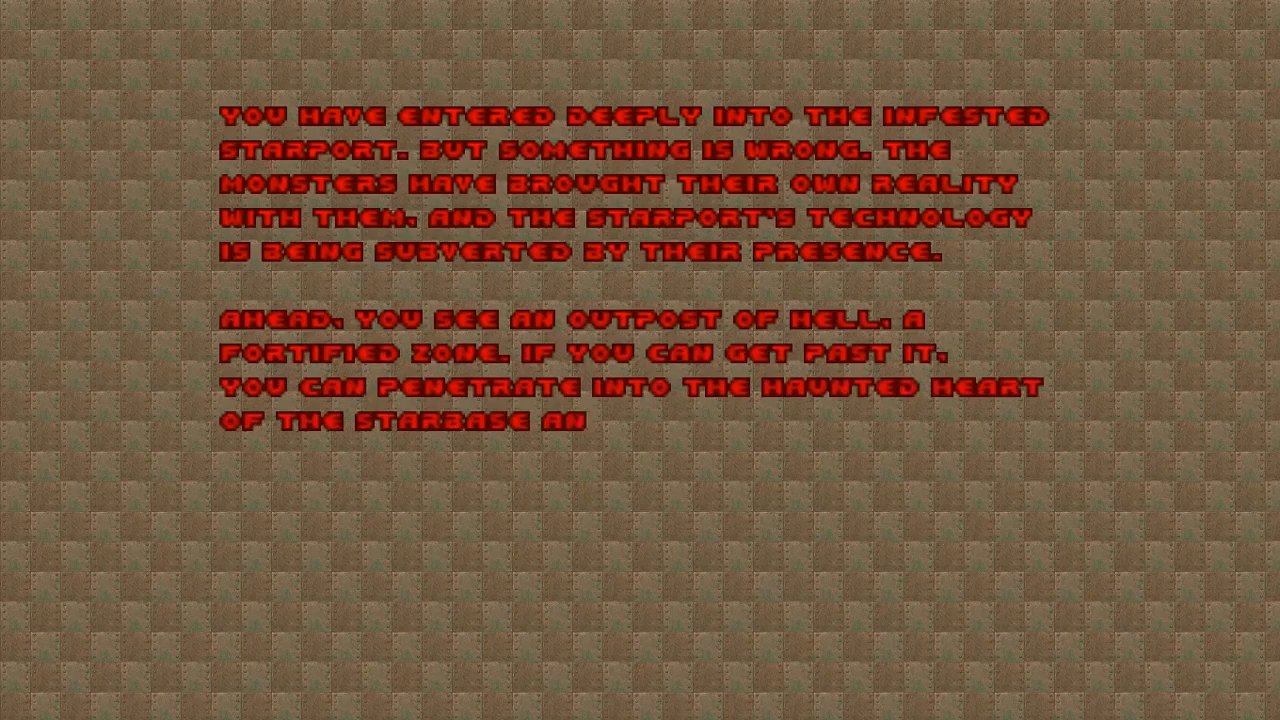 YOU HAVE ENTERED DEEPLY INTO THE INFESTED
STARPORT. BUT SOMETHING IS WRONG. THE
MONSTERS HAVE BROUGHT THEIR OWN REALITY
WITH THEM, AND THE STARPORT'S TECHNOLOGY
IS BEING SUBVERTED BY THEIR PRESENCE.
AHEAD, YOU SEE AN OUTPOST OF HELL, A
FORTIFIED ZONE. IF YOU CAN GET PAST IT,
YOU CAN PENETRATE INTO THE HAUNTED HEART
OF THE STARBASE AN